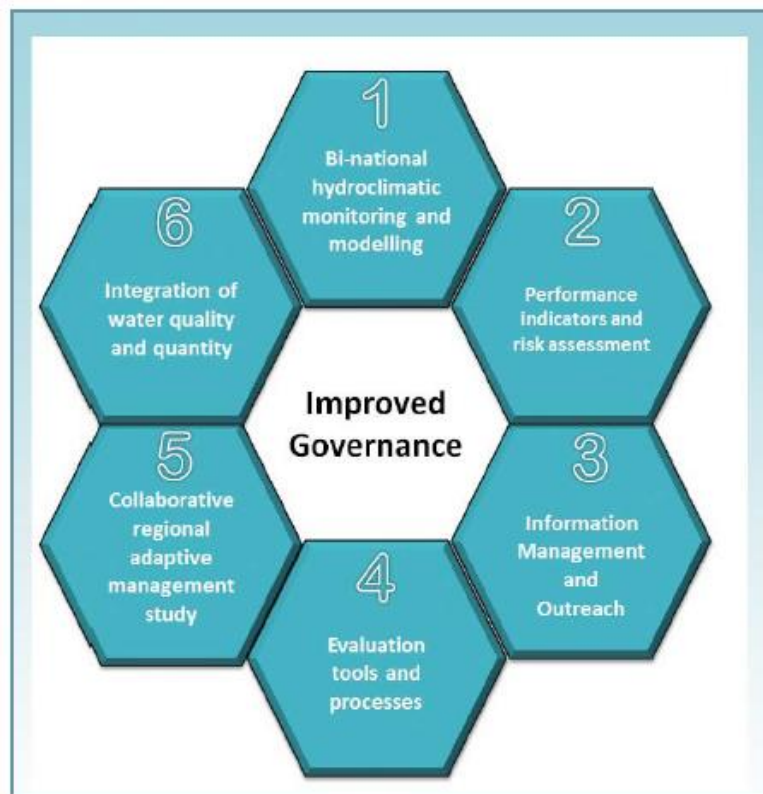 1
Bi-national
hydroclimatic
monitoring and
modelling
2
Performance
indicators and
risk assessment
3
Information
Management
and
Outreach
4
Evaluation
tools and
processes
5
Collaborative
regional
adaptive
management
study
6
Integration of
water quality
and quantity
Improved
Governance